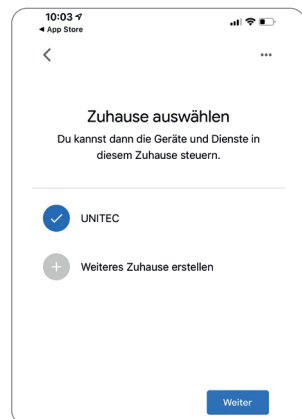 10:03
◀ App Store
Zuhause auswählen
Du kannst dann die Geräte und Dienste in
diesem Zuhause steuern.
UNITEC
Weiteres Zuhause erstellen
Weiter